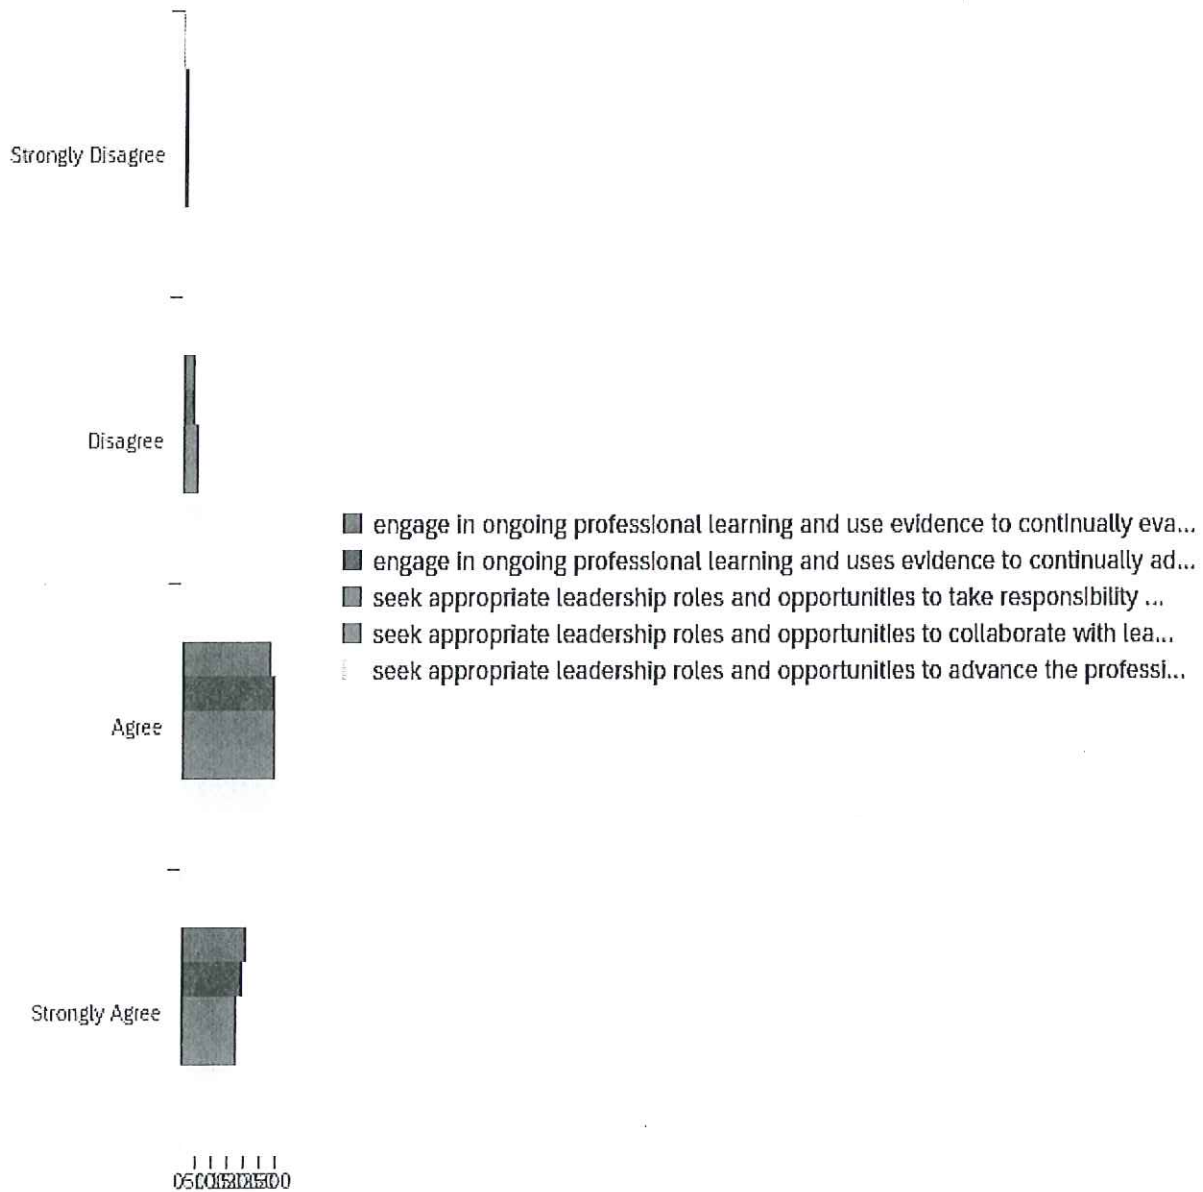 Strongly Disagree
Disagree
engage in ongoing professional learning and use evidence to continually eva...
engage in ongoing professional learning and uses evidence to continually ad...
seek appropriate leadership roles and opportunities to take responsibility ...
seek appropriate leadership roles and opportunities to collaborate with lea...
seek appropriate leadership roles and opportunities to advance the professi...
Agree
Strongly Agree